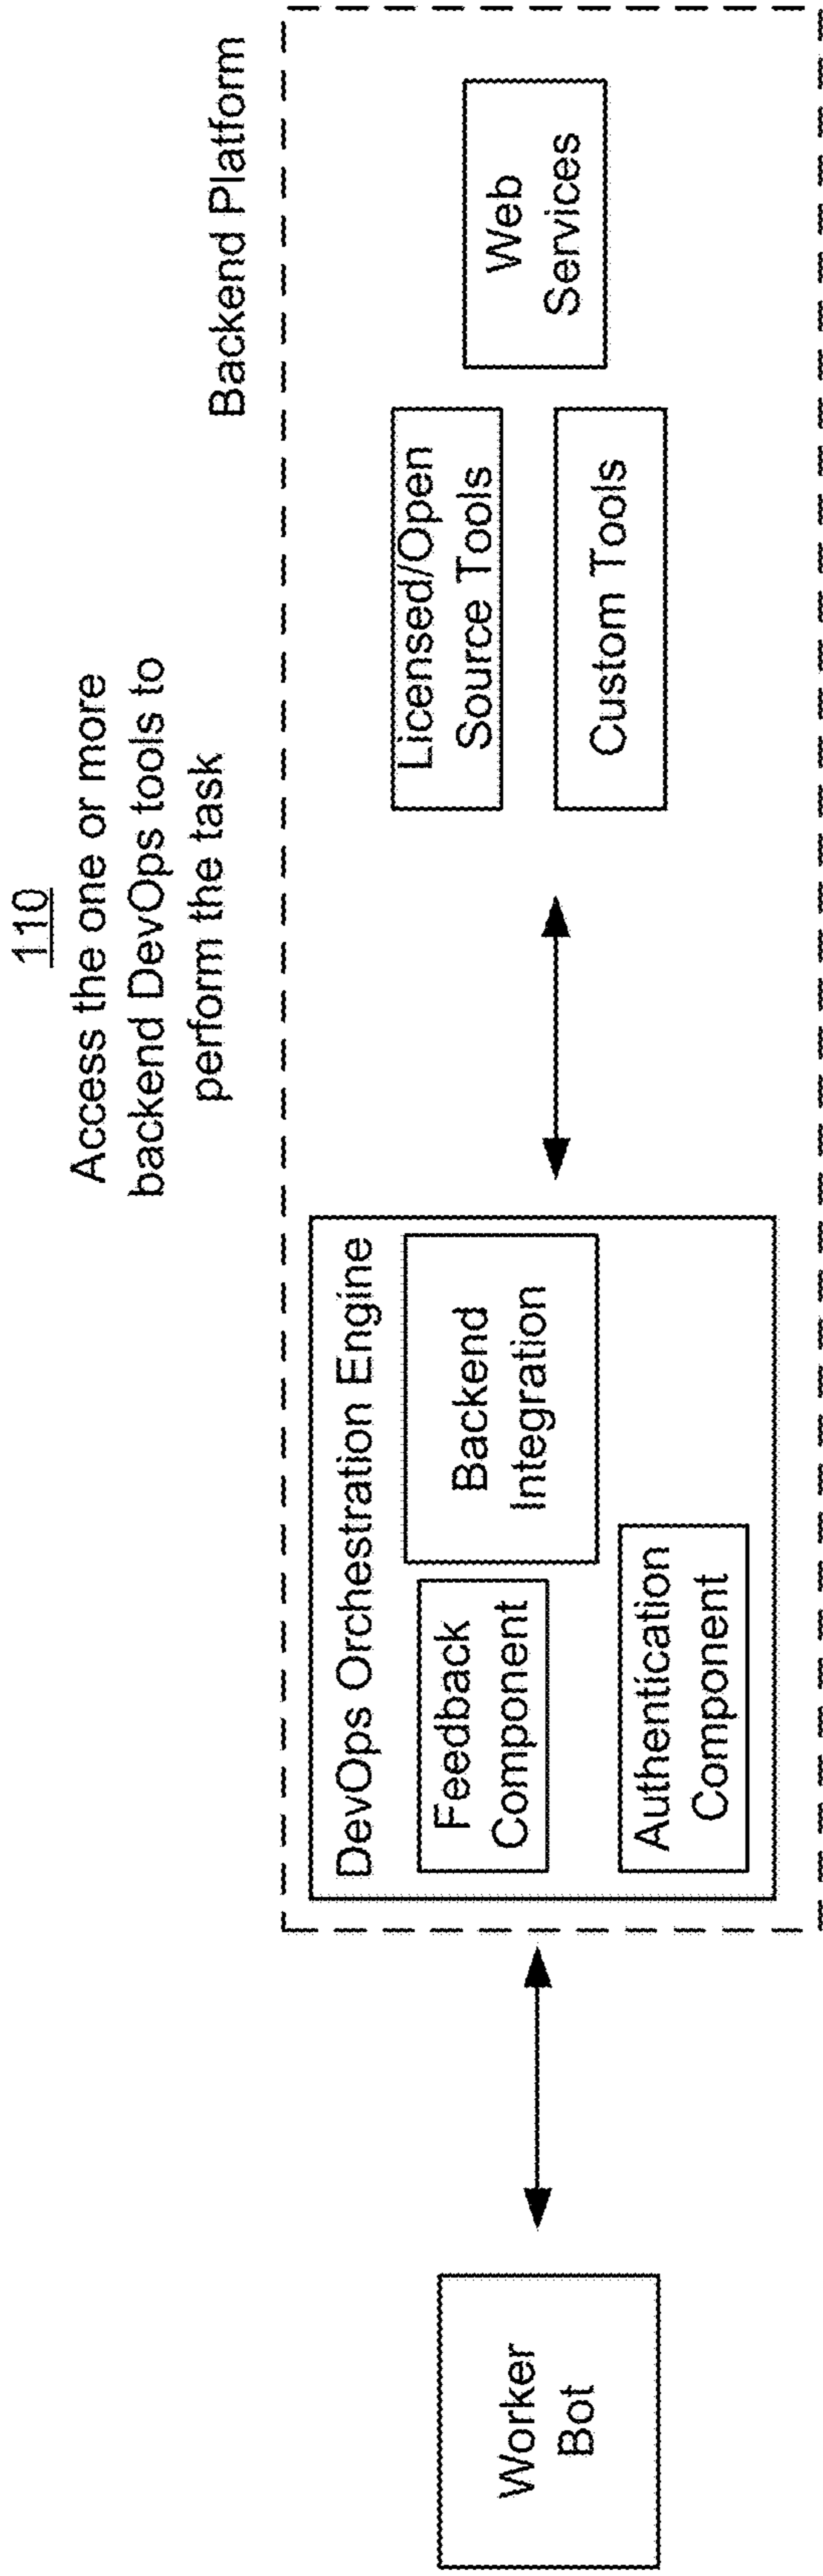 110
Access the one or more
backend DevOps tools to
perform the task
Backend Platform
Worker
Bot
DevOps Orchestration Engine
Feedback
Component
Backend
Integration
Authentication
Component
Licensed/Open
Source Tools
Custom Tools
Web
Services